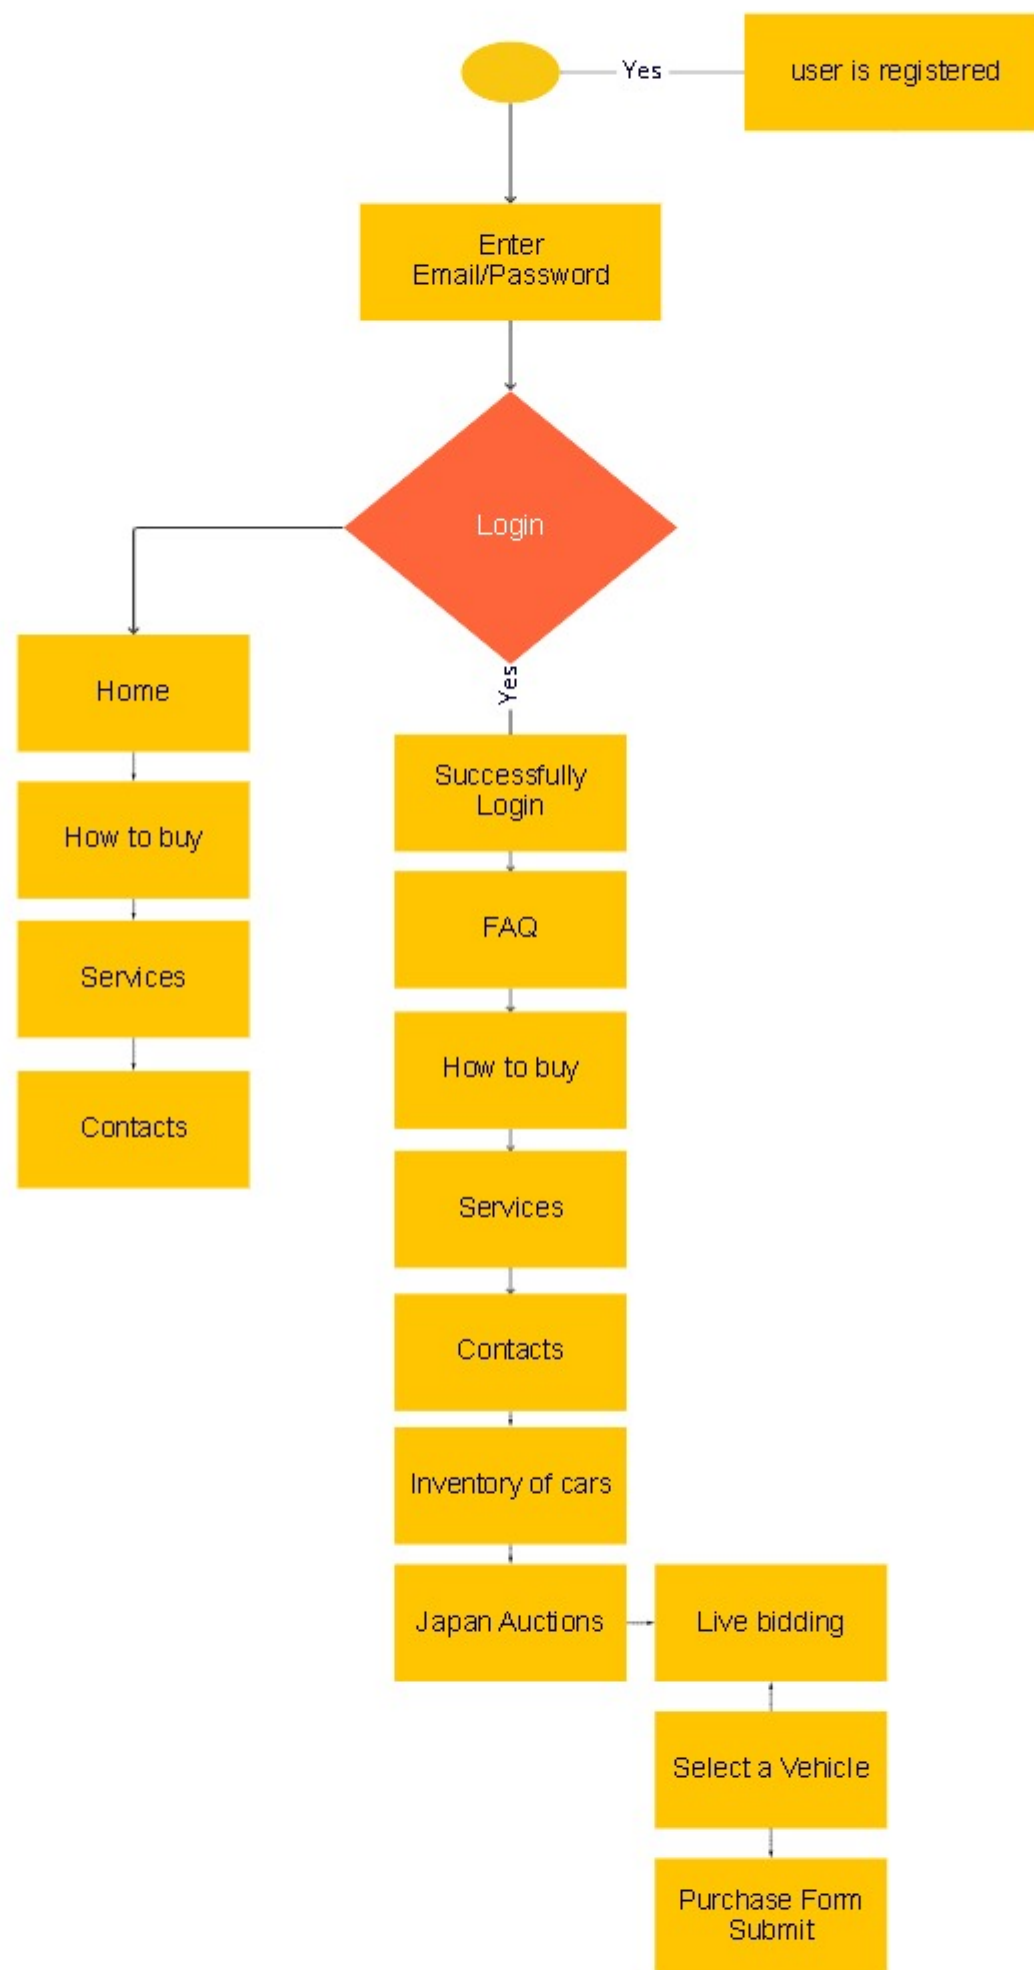 Yes
user is registered
Enter
Email/Password
Login
Yes
Home
How to buy
Services
Contacts
Successfully
Login
FAQ
How to buy
Services
Contacts
Inventory of cars
Japan Auctions
Live bidding
Select a Vehicle
Purchase Form
Submit